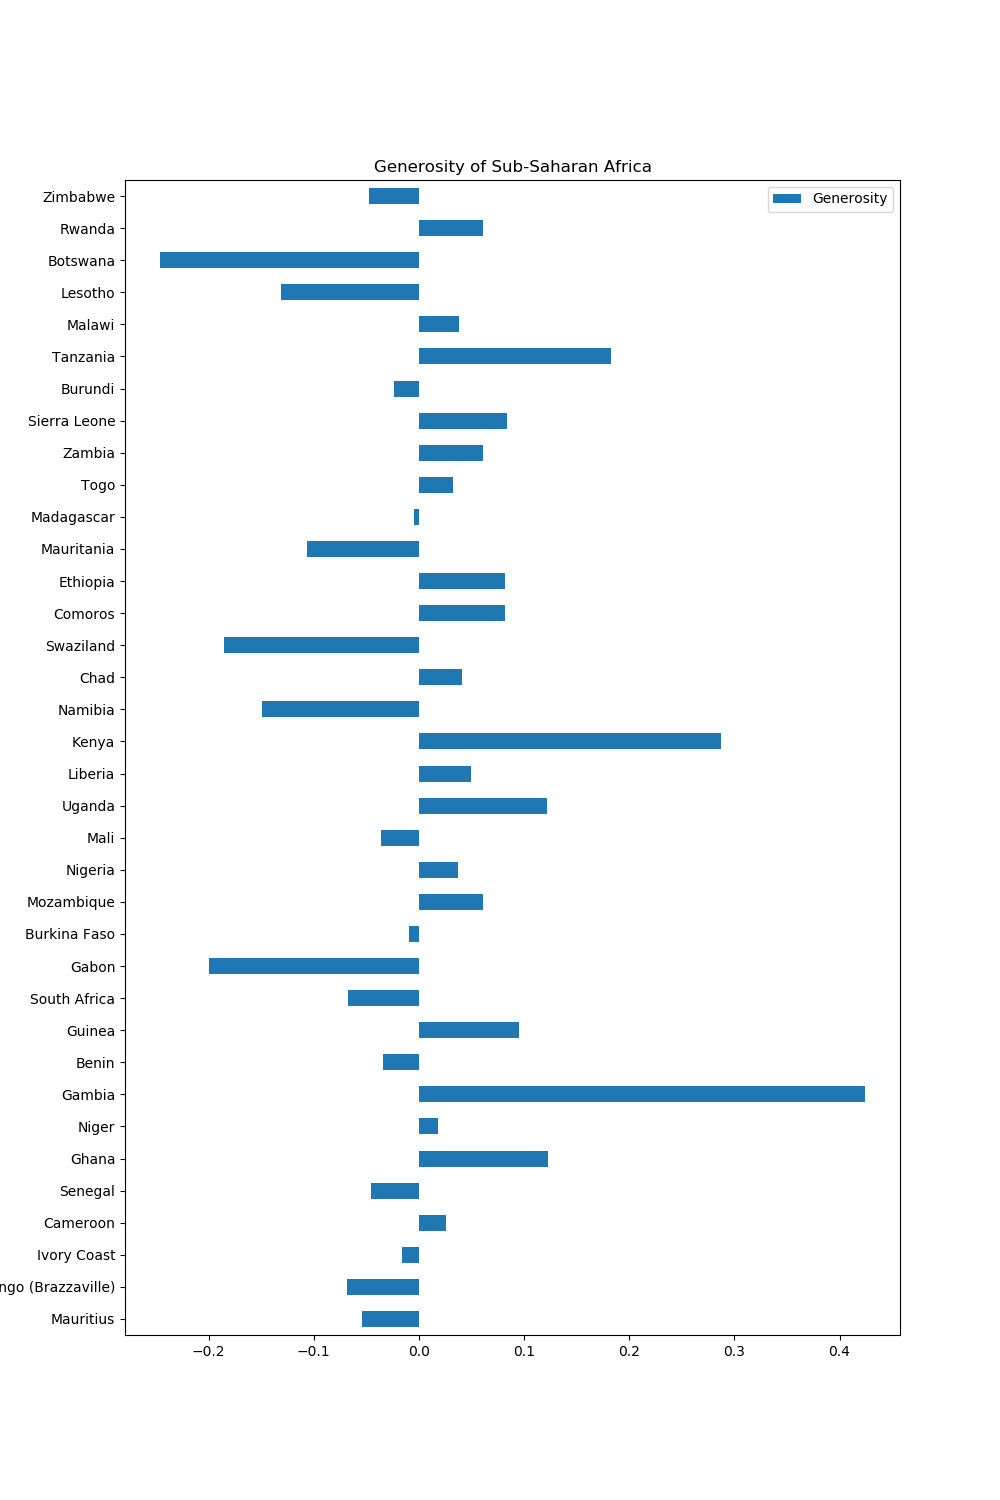 Generosity of Sub-Saharan Africa
Generosity
Zimbabwe
Rwanda
Botswana
Lesotho
Malawi
Tanzania
Burundi
Sierra Leone
Zambia
Togo
Madagascar
Mauritania
Ethiopia
Comoros
Swaziland
Chad
Namibia
Kenya
Liberia
Uganda
Mali
Nigeria
Mozambique
Burkina Faso
Gabon
South Africa
Guinea
Benin
Gambia
Niger
Ghana
Senegal
Cameroon
Ivory Coast
ngo (Brazzaville)
Mauritius
−0.2 −0.1 0.0 0.1 0.2 0.3 0.4